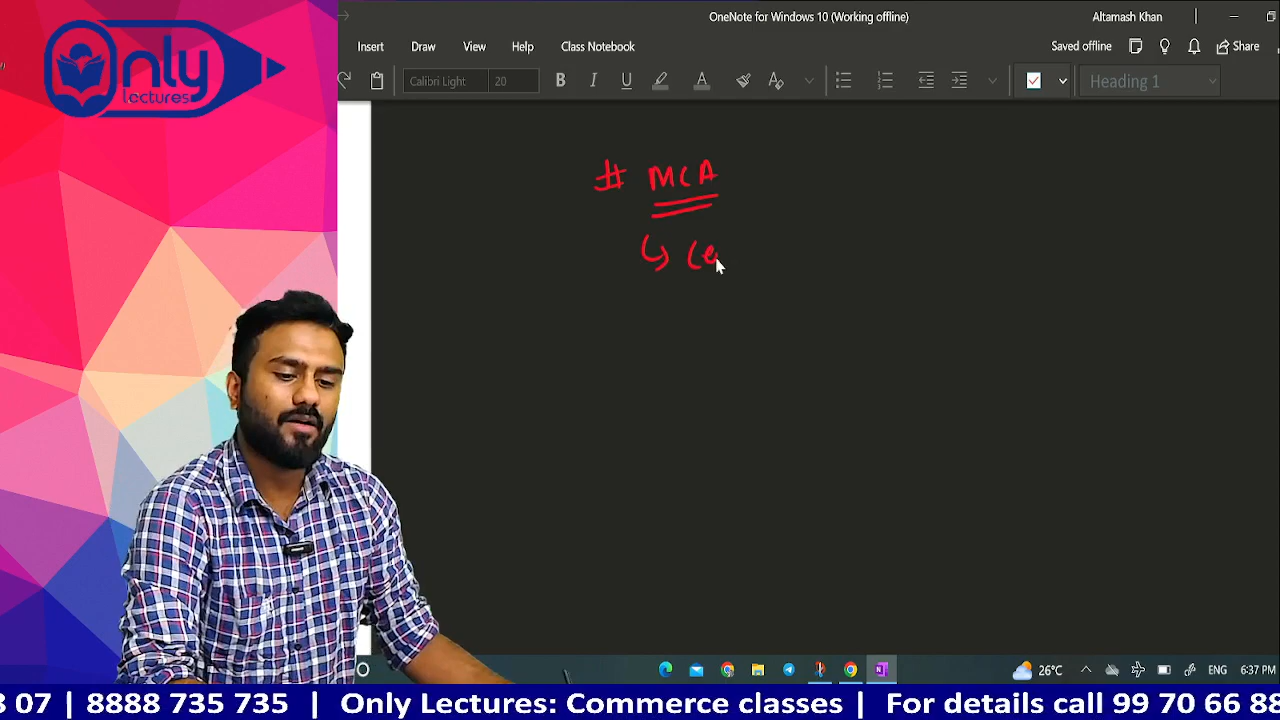 Only
lectures
OneNote for Windows 10 (Working offline)
Altamash Khan
Insert Draw View Help Class Notebook
Saved offline
Share
Calibri Light 20 B I U A A Heading 1
# MCA
26°C ENG 6:37 PM
8 07 | 8888 735 735 | Only Lectures: Commerce classes | For details call 99 70 66 88